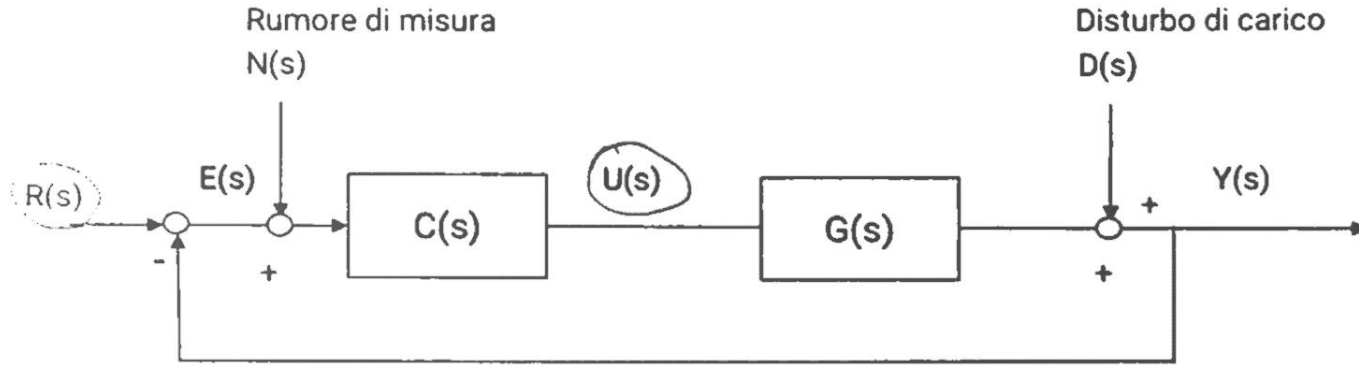 Rumore di misura
N(s)
Disturbo di carico
D(s)
R(s)
E(s)
+
C(s)
U(s)
G(s)
+
Y(s)
-
+